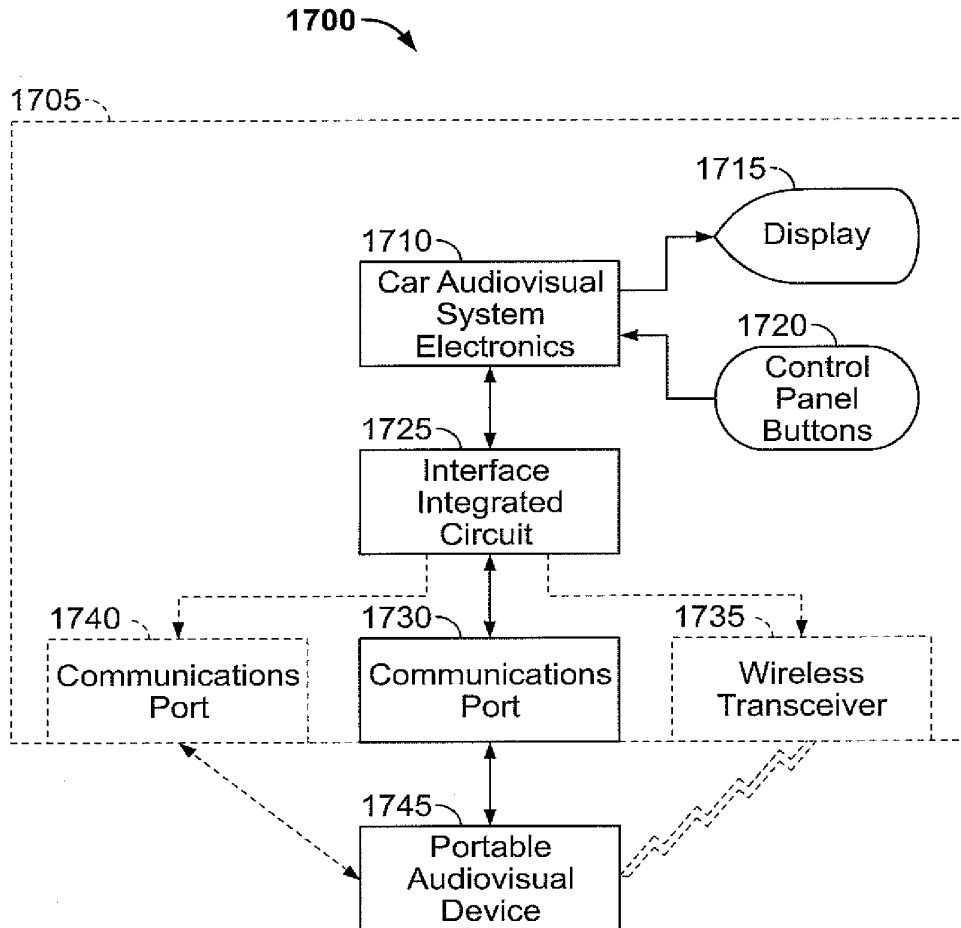 1700
1705
1715
Display
1710
Car Audiovisual
System
Electronics
1720
Control
Panel
Buttons
1725
Interface
Integrated
Circuit
1740
Communications
Port
1730
Communications
Port
1735
Wireless
Transceiver
1745
Portable
Audiovisual
Device